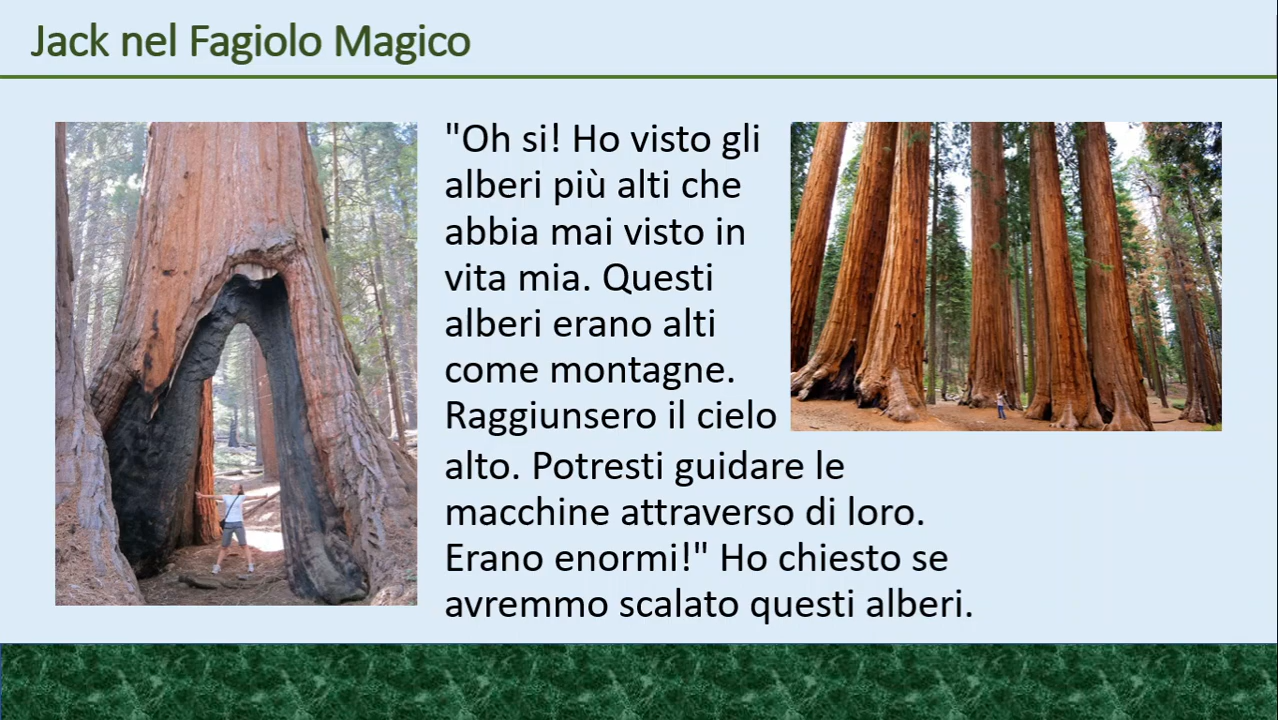 Jack nel Fagiolo Magico
"Oh si! Ho visto gli
alberi più alti che
abbia mai visto in
vita mia. Questi
alberi erano alti
come montagne.
Raggiunsero il cielo
alto. Potresti guidare le
macchine attraverso di loro.
Erano enormi!" Ho chiesto se
avremmo scalato questi alberi.